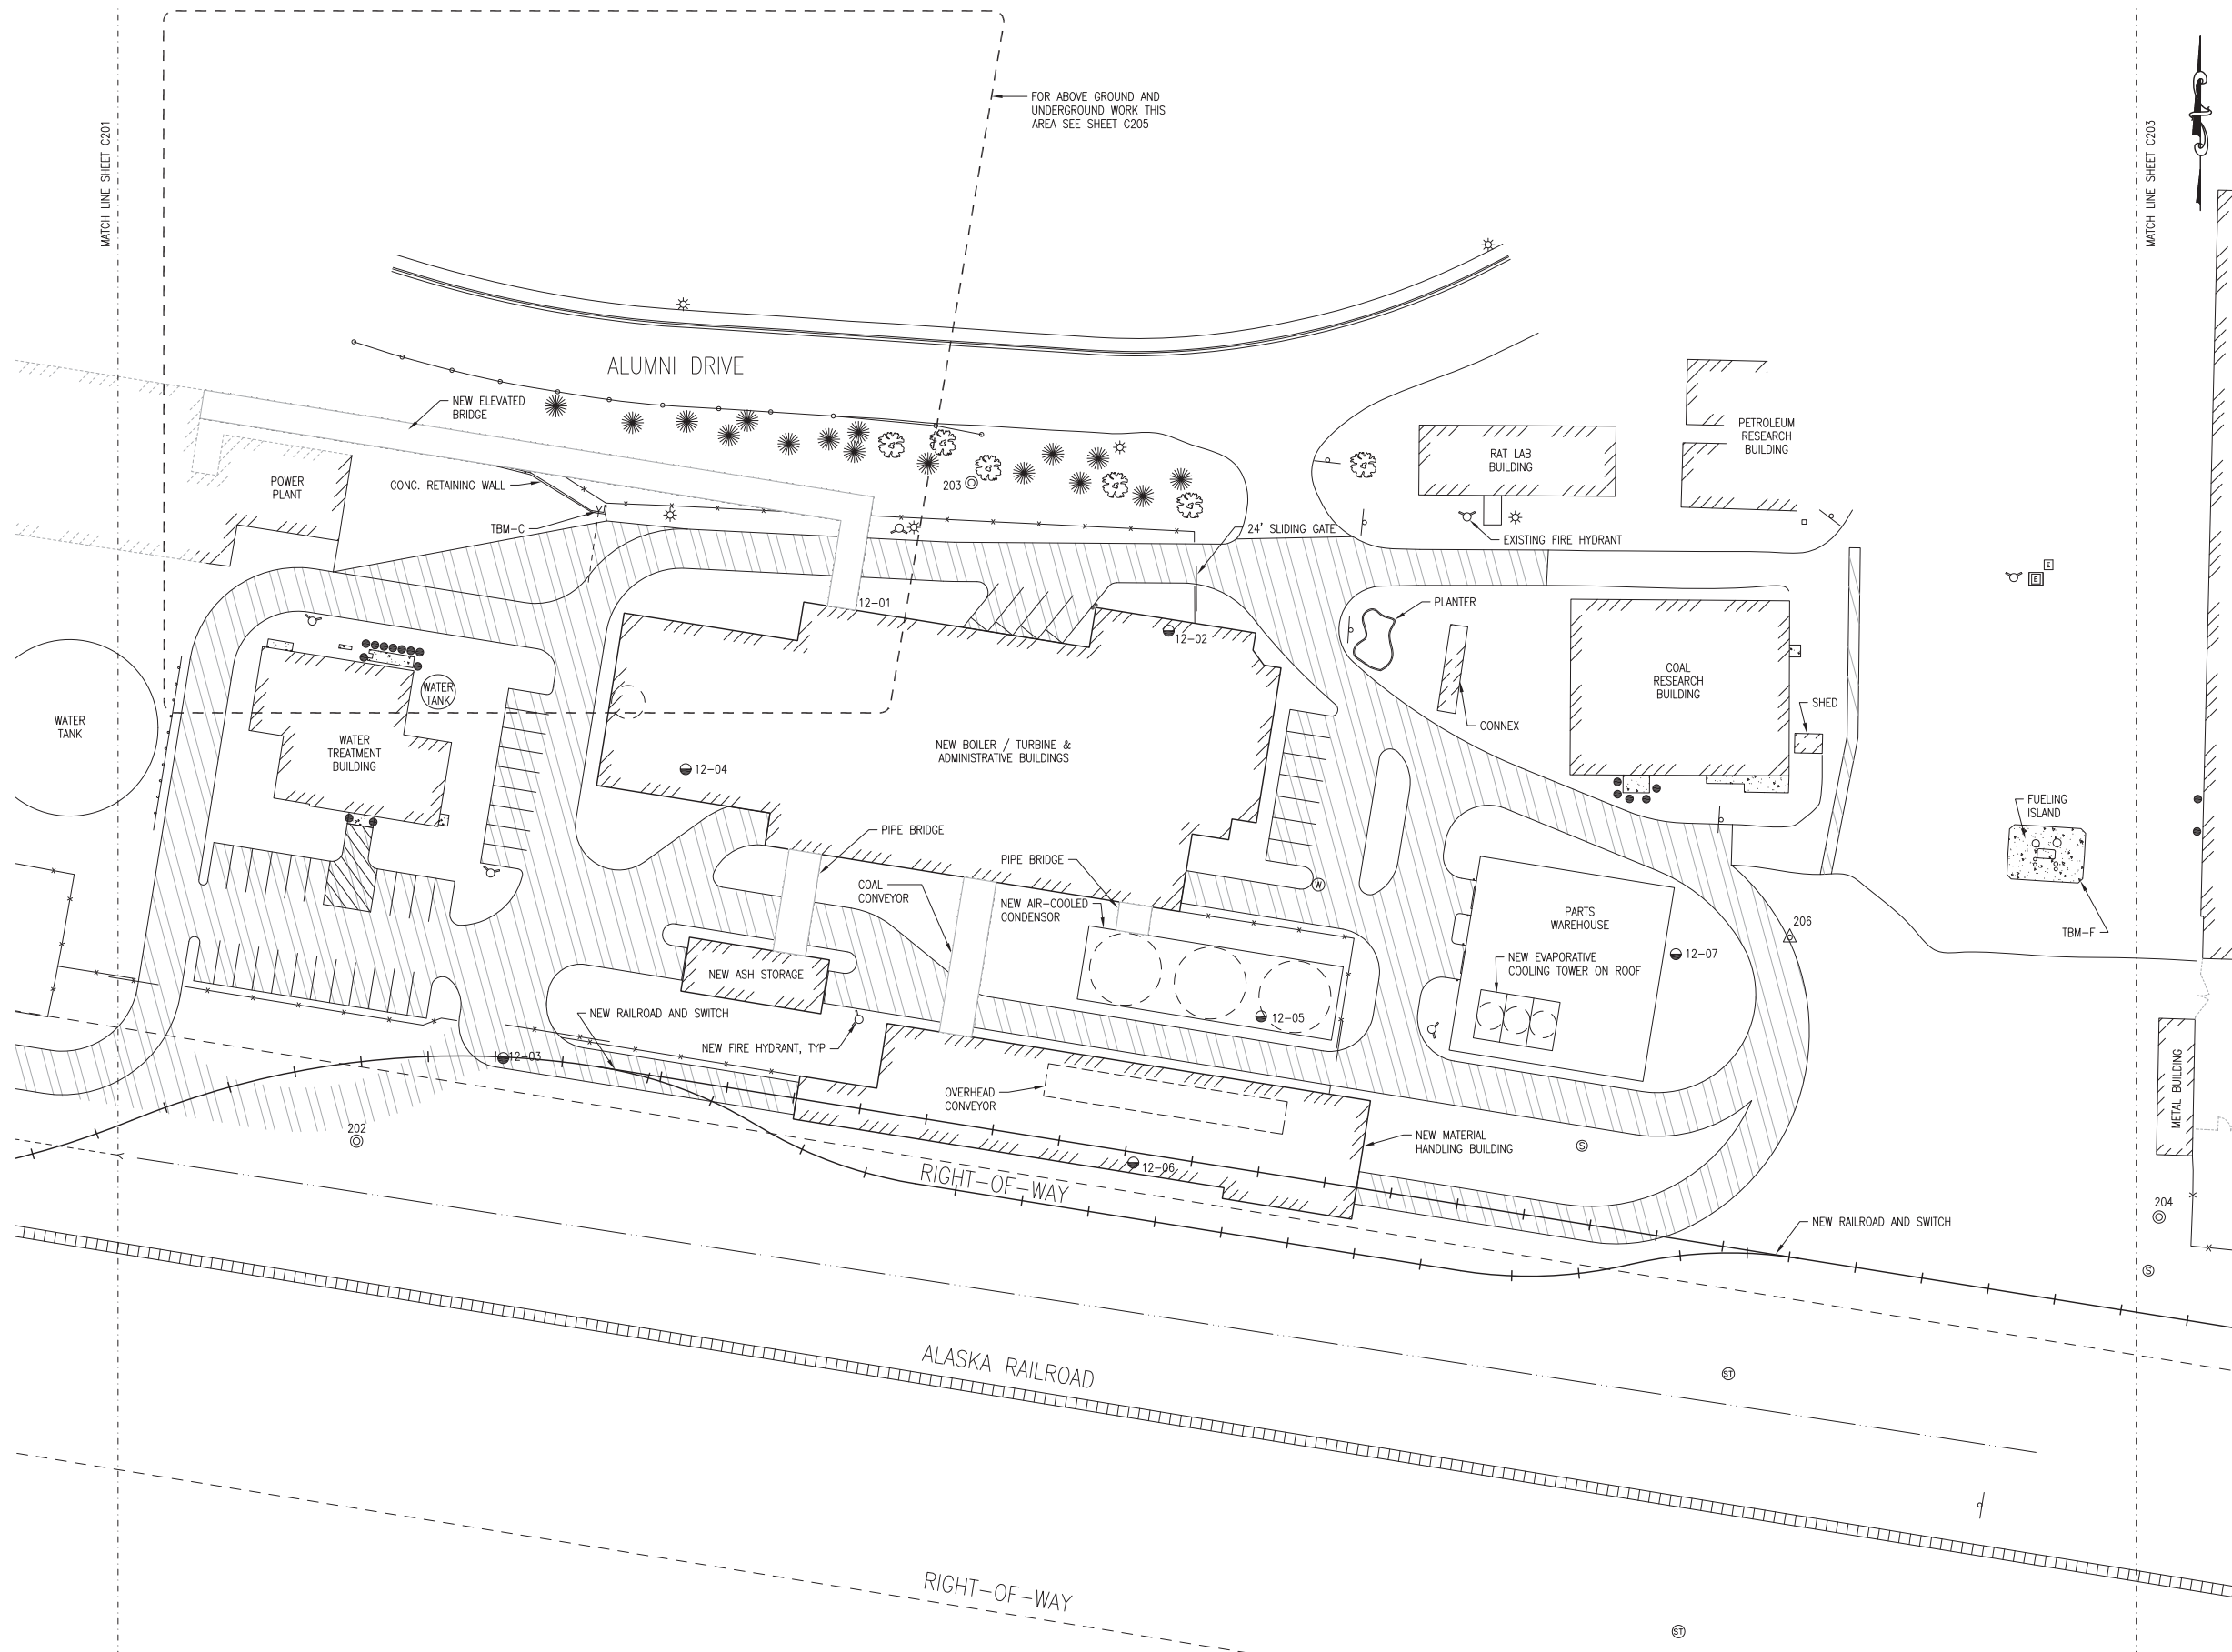 MATCH LINE SHEET C201
FOR ABOVE GROUND AND
UNDERGROUND WORK THIS
AREA SEE SHEET C205
MATCH LINE SHEET C203
ALUMNI DRIVE
NEW ELEVATED
BRIDGE
POWER
PLANT
CONC. RETAINING WALL
TBM-C
203
24' SLIDING GATE
RAT LAB
BUILDING
PETROLEUM
RESEARCH
BUILDING
EXISTING FIRE HYDRANT
E
E
12-01
12-02
PLANTER
CONNEX
COAL
RESEARCH
BUILDING
SHED
WATER
TANK
WATER
TANK
WATER
TREATMENT
BUILDING
NEW BOILER / TURBINE &
ADMINISTRATIVE BUILDINGS
12-04
PIPE BRIDGE
PIPE BRIDGE
COAL
CONVEYOR
NEW AIR-COOLED
CONDENSOR
W
FUELING
ISLAND
TBM-F
PARTS
WAREHOUSE
206
12-07
NEW EVAPORATIVE
COOLING TOWER ON ROOF
NEW ASH STORAGE
NEW RAILROAD AND SWITCH
12-05
12-03
NEW FIRE HYDRANT, TYP
OVERHEAD
CONVEYOR
202
METAL BUILDING
NEW MATERIAL
HANDLING BUILDING
S
12-06
RIGHT-OF-WAY
204
NEW RAILROAD AND SWITCH
S
ALASKA RAILROAD
ST
RIGHT-OF-WAY
ST